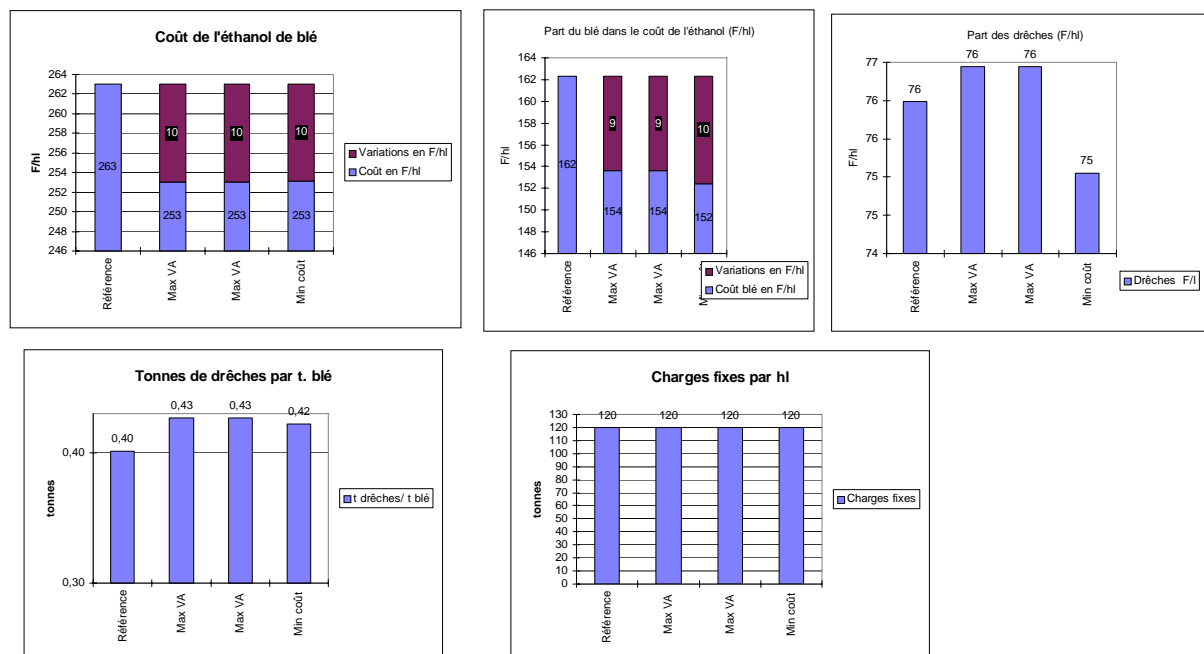 Coût de l'éthanol de blé
F/hl
264
262
260
258
256
254
252
250
248
246
263
10
10
10
253
253
253
Référence
Max VA
Max VA
Min coût
Variations en F/hl
Coût en F/hl
Part du blé dans le coût de l'éthanol (F/hl)
F/hl
164
162
160
158
156
154
152
150
148
146
162
9
9
10
154
154
152
Référence
Max VA
Max VA
Variations en F/hl
Coût blé en F/hl
Part des drêches (F/hl)
F/hl
77
76
76
75
75
74
76
76
76
75
Référence
Max VA
Max VA
Min coût
Drêches F/l
Tonnes de drêches par t. blé
tonnes
0,40
0,30
0,40
0,43
0,43
0,42
Référence
Max VA
Max VA
Min coût
t drêches/ t blé
Charges fixes par hl
tonnes
130
120
110
100
90
80
70
60
50
40
30
20
10
0
120
120
120
120
Référence
Max VA
Max VA
Min coût
Charges fixes